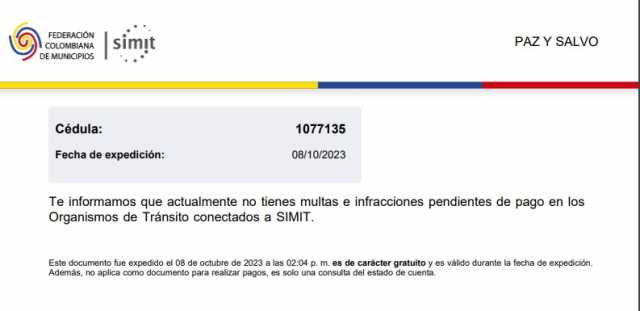 FEDERACIÓN
COLOMBIANA
DE MUNICIPIOS
simit
PAZ Y SALVO
Cédula: 1077135
Fecha de expedición: 08/10/2023
Te informamos que actualmente no tienes multas e infracciones pendientes de pago en los
Organismos de Tránsito conectados a SIMIT.
Este documento fue expedido el 08 de octubre de 2023 a las 02:04 p. m. es de carácter gratuito y es válido durante la fecha de expedición.
Además, no aplica como documento para realizar pagos, es solo una consulta del estado de cuenta.